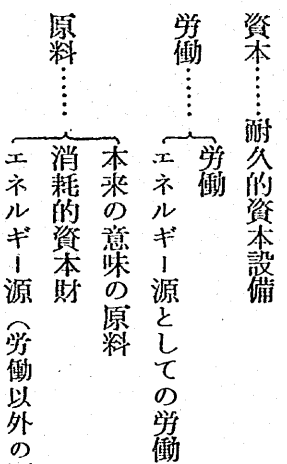 資本……耐久的資本設備
労働……
労働
エネルギー源としての労働
原料……
本来の意味の原料
消耗的資本財
エネルギー源(労働以外の